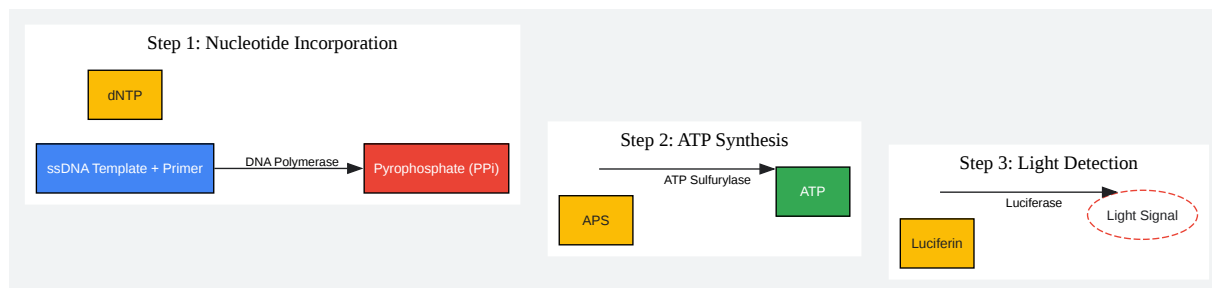 Step 1: Nucleotide Incorporation
dNTP
ssDNA Template + Primer
DNA Polymerase
Pyrophosphate (PPi)
Step 2: ATP Synthesis
ATP Sulfurylase
ATP
APS
Step 3: Light Detection
Luciferase
Light Signal
Luciferin